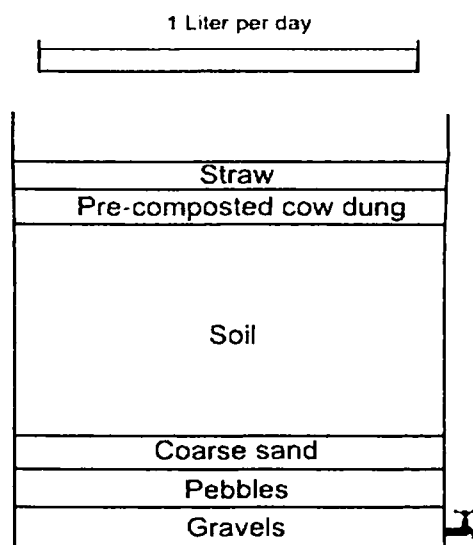 1 Liter per day
Straw
Pre-composted cow dung
Soil
Coarse sand
Pebbles
Gravels